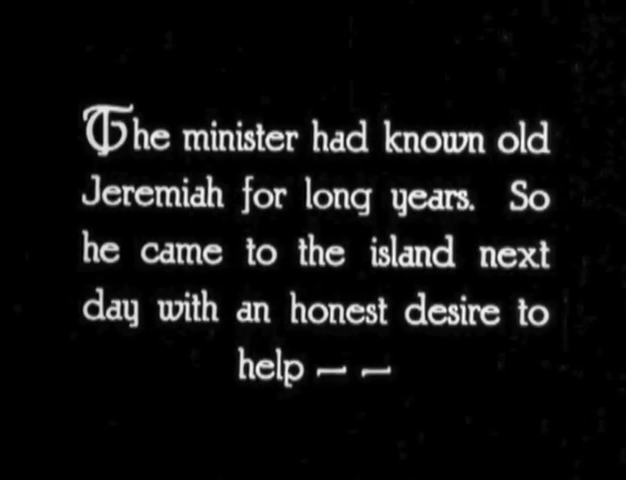 The minister had known old
Jeremiah for long years. So
he came to the island next
day with an honest desire to
help — —